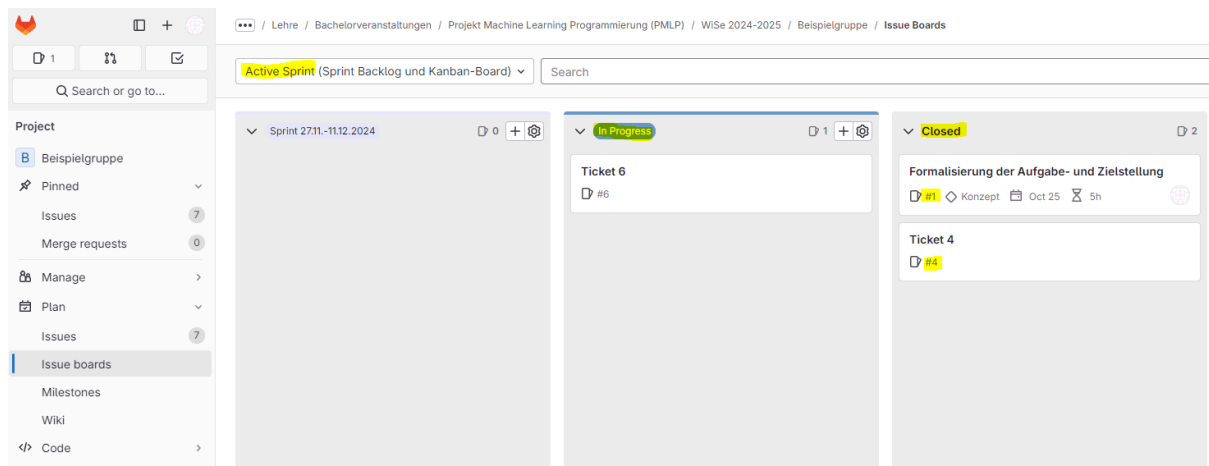 ••• / Lehre / Bachelorveranstaltungen / Projekt Machine Learning Programmierung (PMLP) / WiSe 2024-2025 / Beispielgruppe / Issue Boards
1
Search or go to...
Active Sprint (Sprint Backlog und Kanban-Board)
Search
Project
B Beispielgruppe
Pinned
Issues 7
Merge requests 0
Manage
Plan
Issues 7
Issue boards
Milestones
Wiki
Code
Sprint 27.11.-11.12.2024 0
In Progress 1
Ticket 6
#6
Closed 2
Formalisierung der Aufgabe- und Zielstellung
#1 Konzept Oct 25 5h
Ticket 4
#4